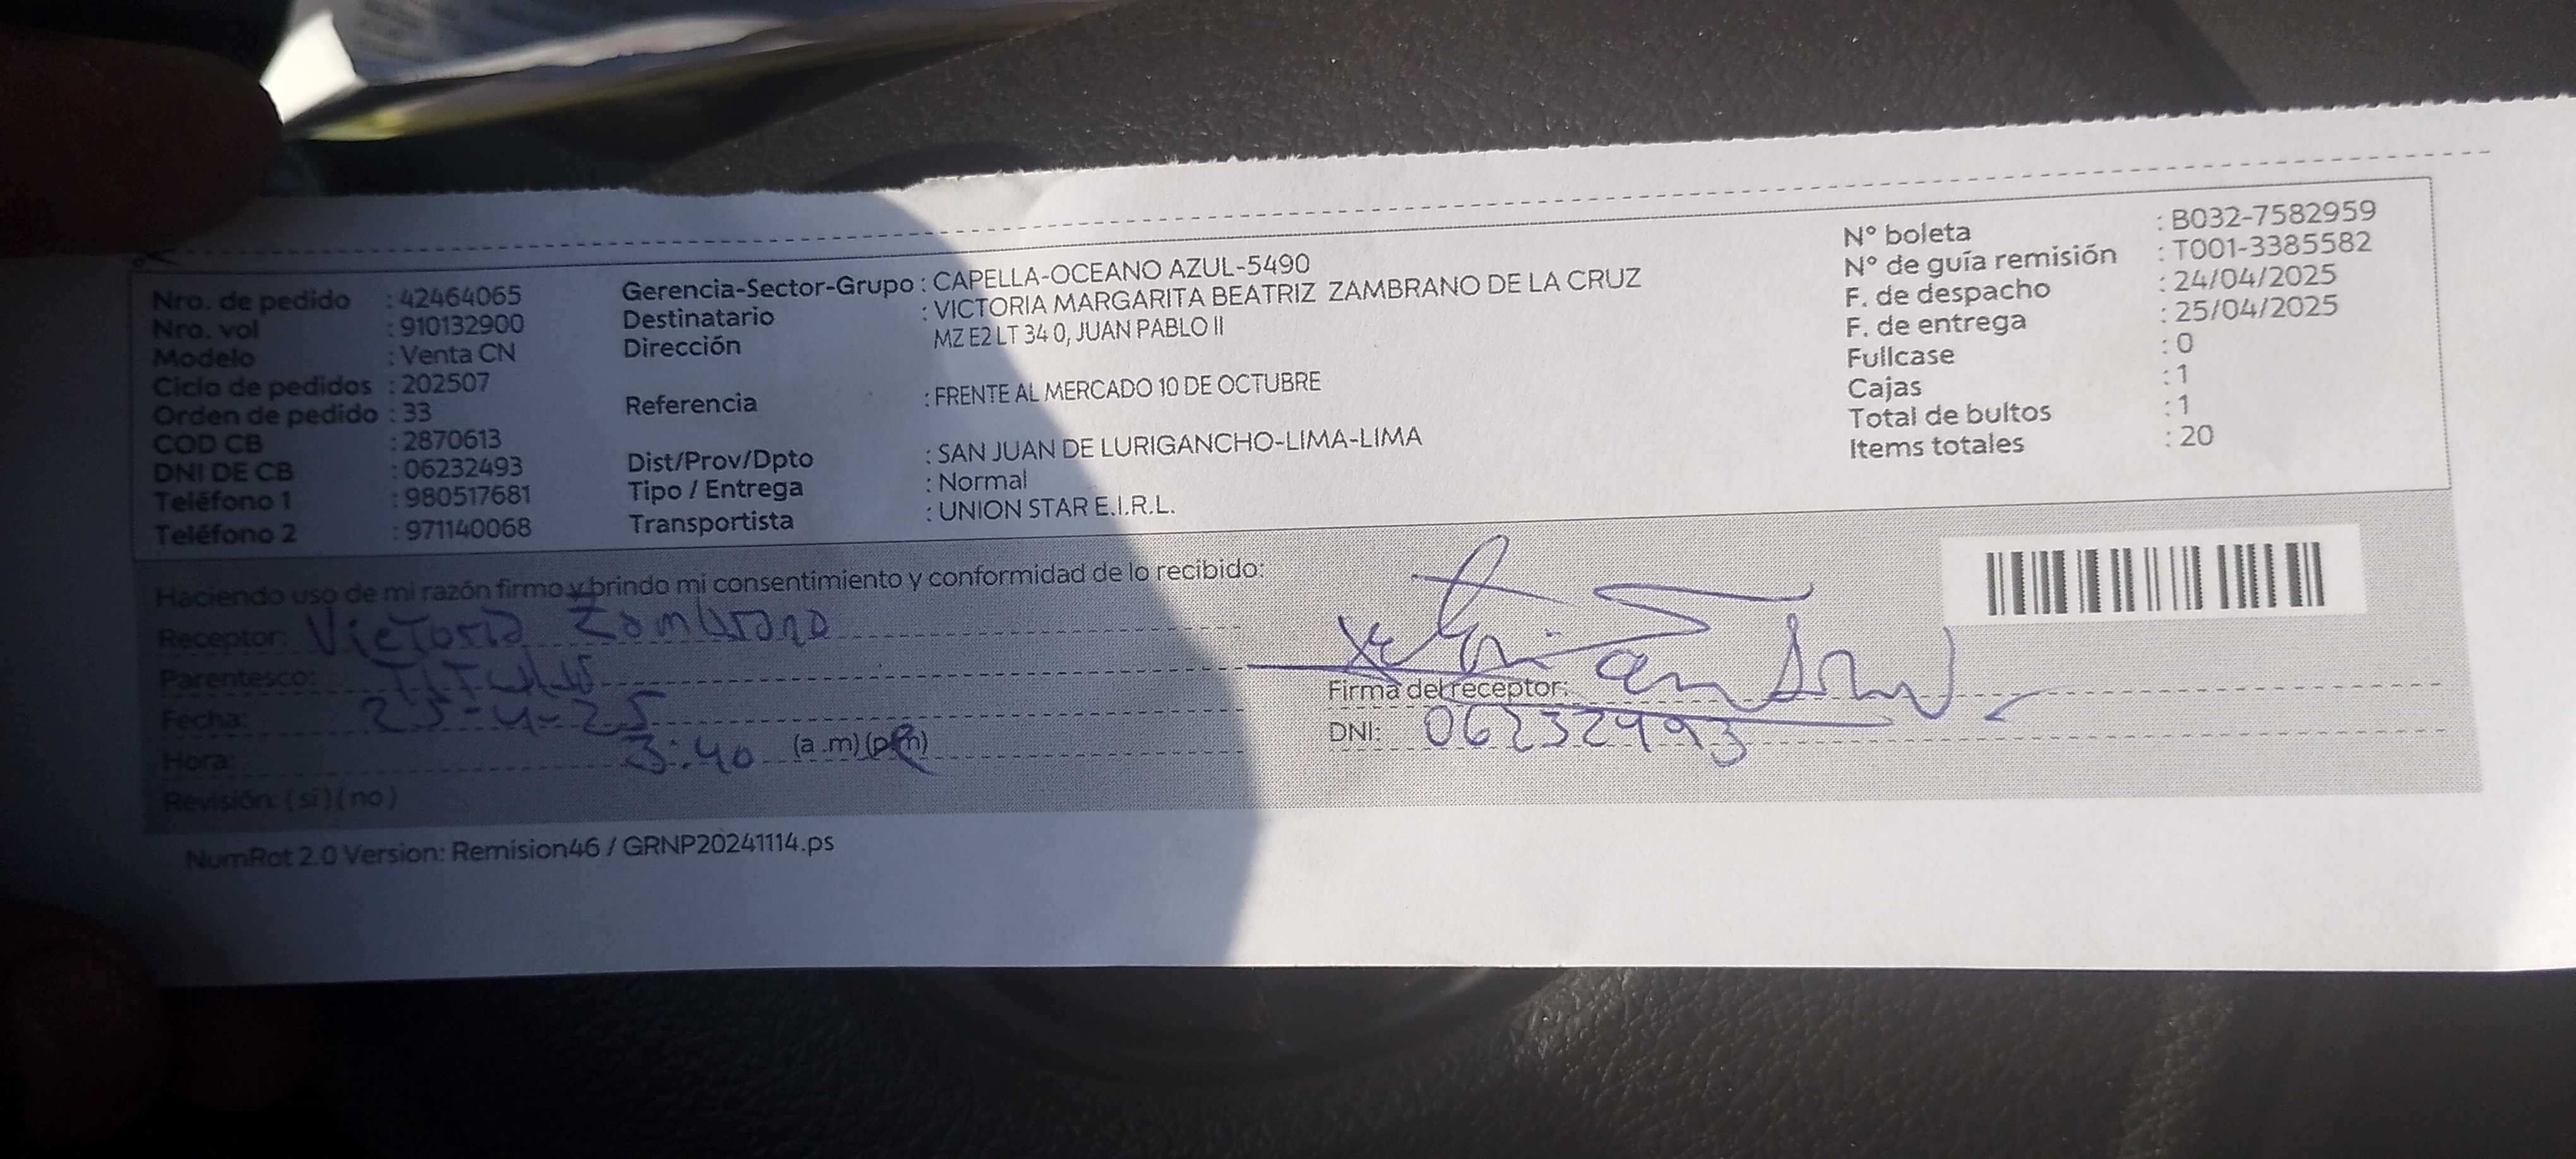 Nro. de pedido : 42464065
Nro. vol : 910132900
Modelo : Venta CN
Ciclo de pedidos : 202507
Orden de pedido : 33
COD CB : 2870613
DNI DE CB : 06232493
Teléfono 1 : 980517681
Teléfono 2 : 971140068
Gerencia-Sector-Grupo : CAPELLA-OCEANO AZUL-5490
Destinatario : VICTORIA MARGARITA BEATRIZ ZAMBRANO DE LA CRUZ
Dirección MZ E2 LT 34 0, JUAN PABLO II
Referencia : FRENTE AL MERCADO 10 DE OCTUBRE
Dist/Prov/Dpto : SAN JUAN DE LURIGANCHO-LIMA-LIMA
Tipo / Entrega : Normal
Transportista : UNION STAR E.I.R.L.
N° boleta : B032-7582959
N° de guía remisión : T001-3385582
F. de despacho : 24/04/2025
F. de entrega : 25/04/2025
Fullcase : 0
Cajas : 1
Total de bultos : 1
Items totales : 20
Haciendo uso de mi razón firmo y brindo mi consentimiento y conformidad de lo recibido:
Receptor: Victoria Zambrano
Parentesco:
Fecha: 25-4-25
Hora: 3:40 (a .m) (p.m)
Revisión: ( si ) ( no )
Firma del receptor:
DNI: 06232493
NumRot 2.0 Version: Remision46 / GRNP20241114.ps